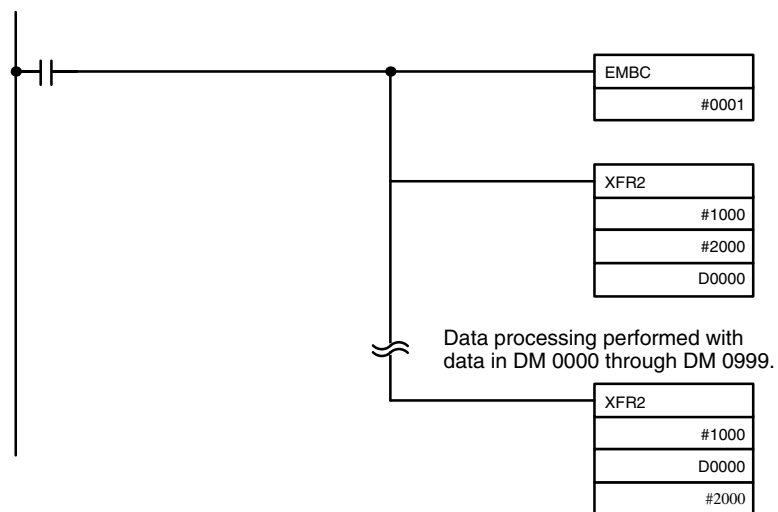 EMBC
#0001
XFR2
#1000
#2000
D0000
Data processing performed with
data in DM 0000 through DM 0999.
XFR2
#1000
D0000
#2000